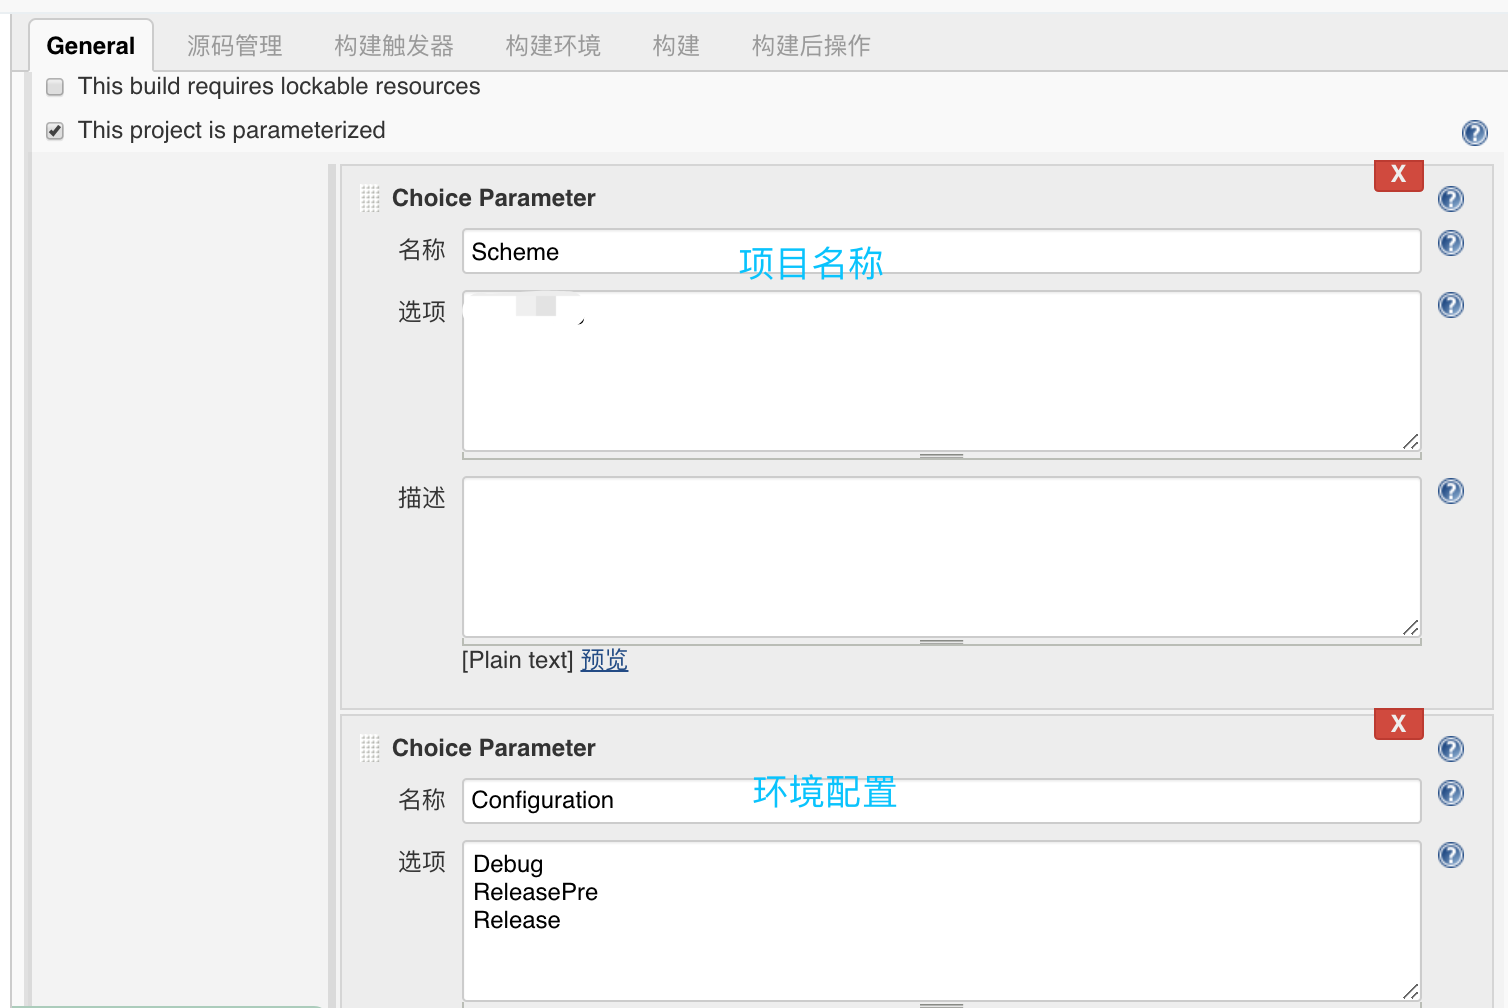 General 源码管理 构建触发器 构建环境 构建 构建后操作
This build requires lockable resources
This project is parameterized
?
X
Choice Parameter
?
名称 Scheme 项目名称
?
选项
?
描述
?
[Plain text] 预览
X
Choice Parameter
?
名称 Configuration 环境配置
?
选项 Debug
?
ReleasePre
Release